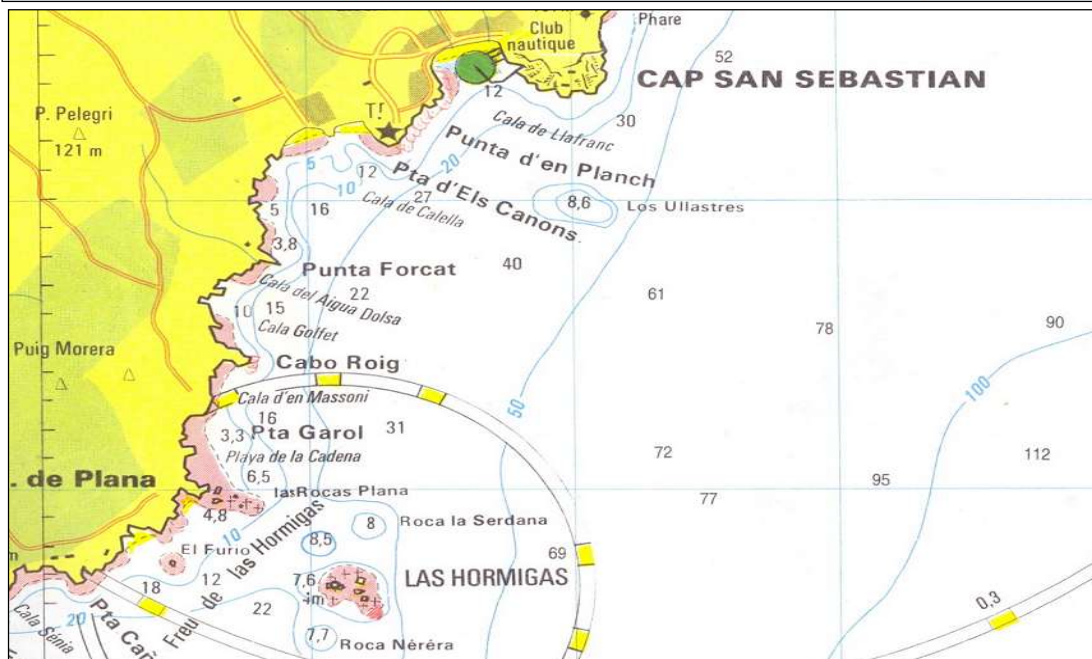 Phare
Club
nautique
52
CAP SAN SEBASTIAN
12
30
P. Pelegri
121 m
Cala de Llafranc
Punta d'en Planch
5
12
20
10
Pta d'Els Canons.
27
Cala de Calella
8,6
Los Ullastres
5
16
3,8
Punta Forcat
40
22
61
Cala del Aigua Dolsa
10
15
Cala Golfet
78
90
Puig Morera
Cabo Roig
50
100
Cala d'en Massoni
16
3,3
Pta Garol
31
Playa de la Cadena
72
112
6,5
95
. de Plana
las Rocas Plana
77
4,8
10
8
Roca la Serdana
8,5
El Furio
Freu de las Hormigas
69
12
18
7,6
LAS HORMIGAS
22
20
0,3
Cala Sénia
Pta Cañ
7,7
Roca Néréra